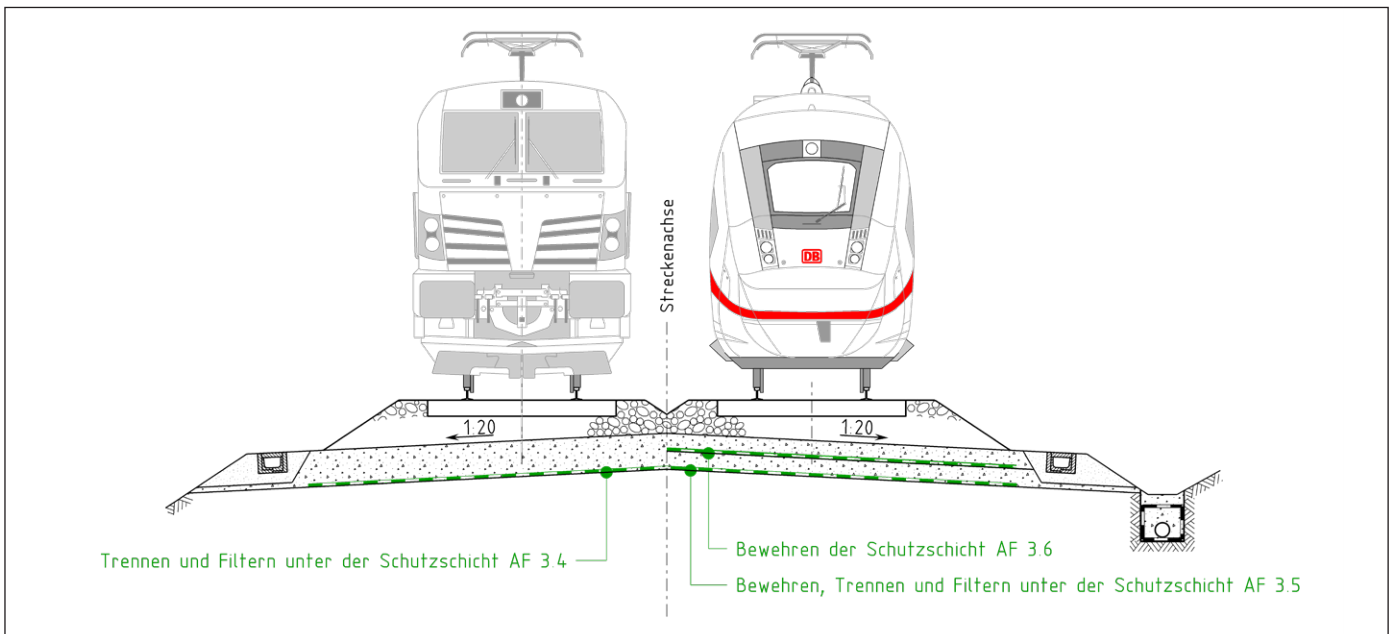 Streckenachse
DB
1:20
1:20
Trennen und Filtern unter der Schutzschicht AF 3.4
Bewehren der Schutzschicht AF 3.6
Bewehren, Trennen und Filtern unter der Schutzschicht AF 3.5